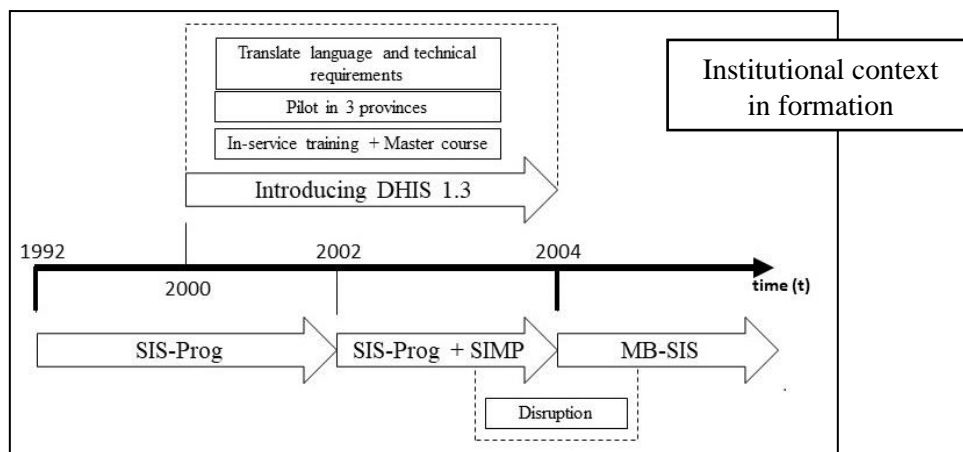 Translate language and technical
requirements
Pilot in 3 provinces
In-service training + Master course
Introducing DHIS 1.3
Institutional context
in formation
1992
2002
2004
2000
time (t)
SIS-Prog
SIS-Prog + SIMP
MB-SIS
Disruption